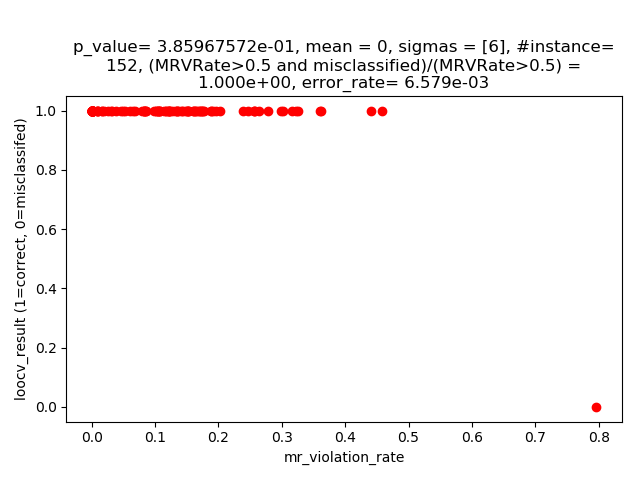 p_value= 3.85967572e-01, mean = 0, sigmas = [6], #instance=
152, (MRVRate>0.5 and misclassified)/(MRVRate>0.5) =
1.000e+00, error_rate= 6.579e-03
loocv_result (1=correct, 0=misclassifed)
1.0
0.8
0.6
0.4
0.2
0.0
0.0 0.1 0.2 0.3 0.4 0.5 0.6 0.7 0.8
mr_violation_rate